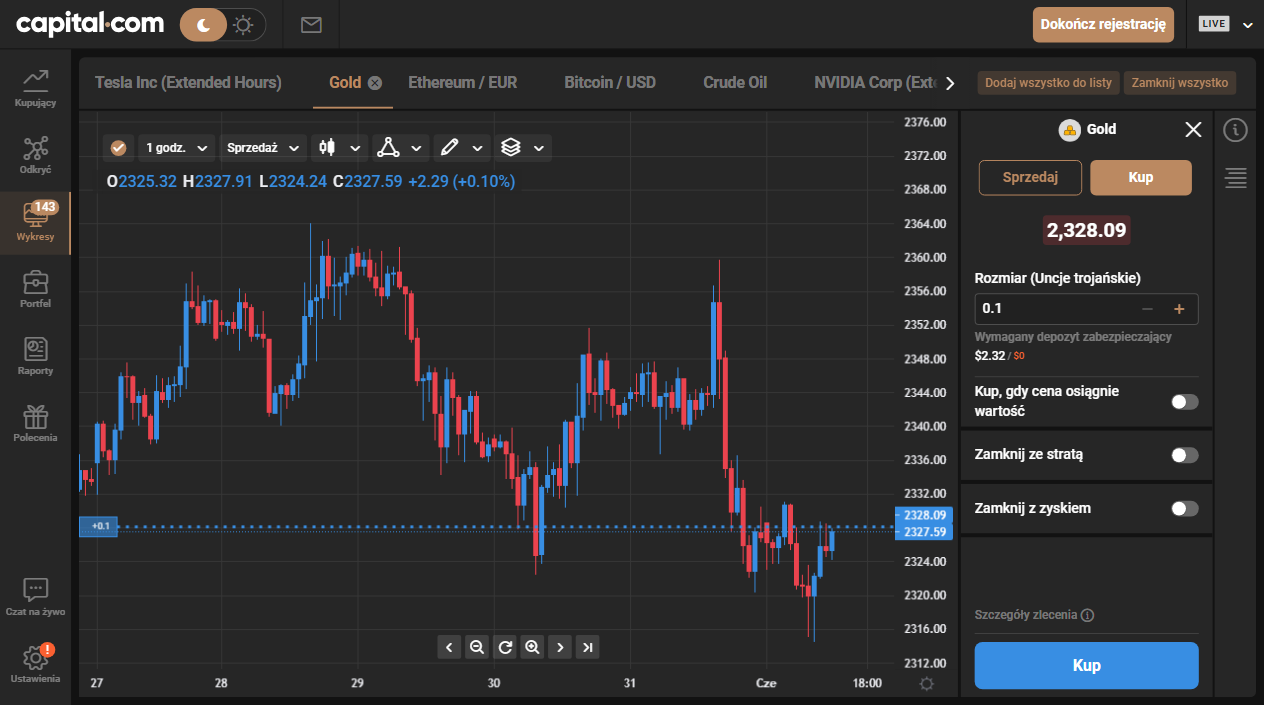 capital.com
Dokończ rejestrację
LIVE
Kupujący
Odkryć
143
Wykresy
Portfel
Raporty
Polecenia
Czat na żywo
!
Ustawienia
Tesla Inc (Extended Hours)
Gold
Ethereum / EUR
Bitcoin / USD
Crude Oil
NVIDIA Corp (Exte
Dodaj wszystko do listy
Zamknij wszystko
1 godz.
Sprzedaż
O2325.32 H2327.91 L2324.24 C2327.59 +2.29 (+0.10%)
+0.1
2376.00
2372.00
2368.00
2364.00
2360.00
2356.00
2352.00
2348.00
2344.00
2340.00
2336.00
2332.00
2328.09
2327.59
2324.00
2320.00
2316.00
2312.00
27
28
29
30
31
Cze
18:00
Gold
Sprzedaj
Kup
2,328.09
Rozmiar (Uncje trojańskie)
0.1
Wymagany depozyt zabezpieczający
$2.32 / $0
Kup, gdy cena osiągnie
wartość
Zamknij ze stratą
Zamknij z zyskiem
Szczegóły zlecenia
Kup